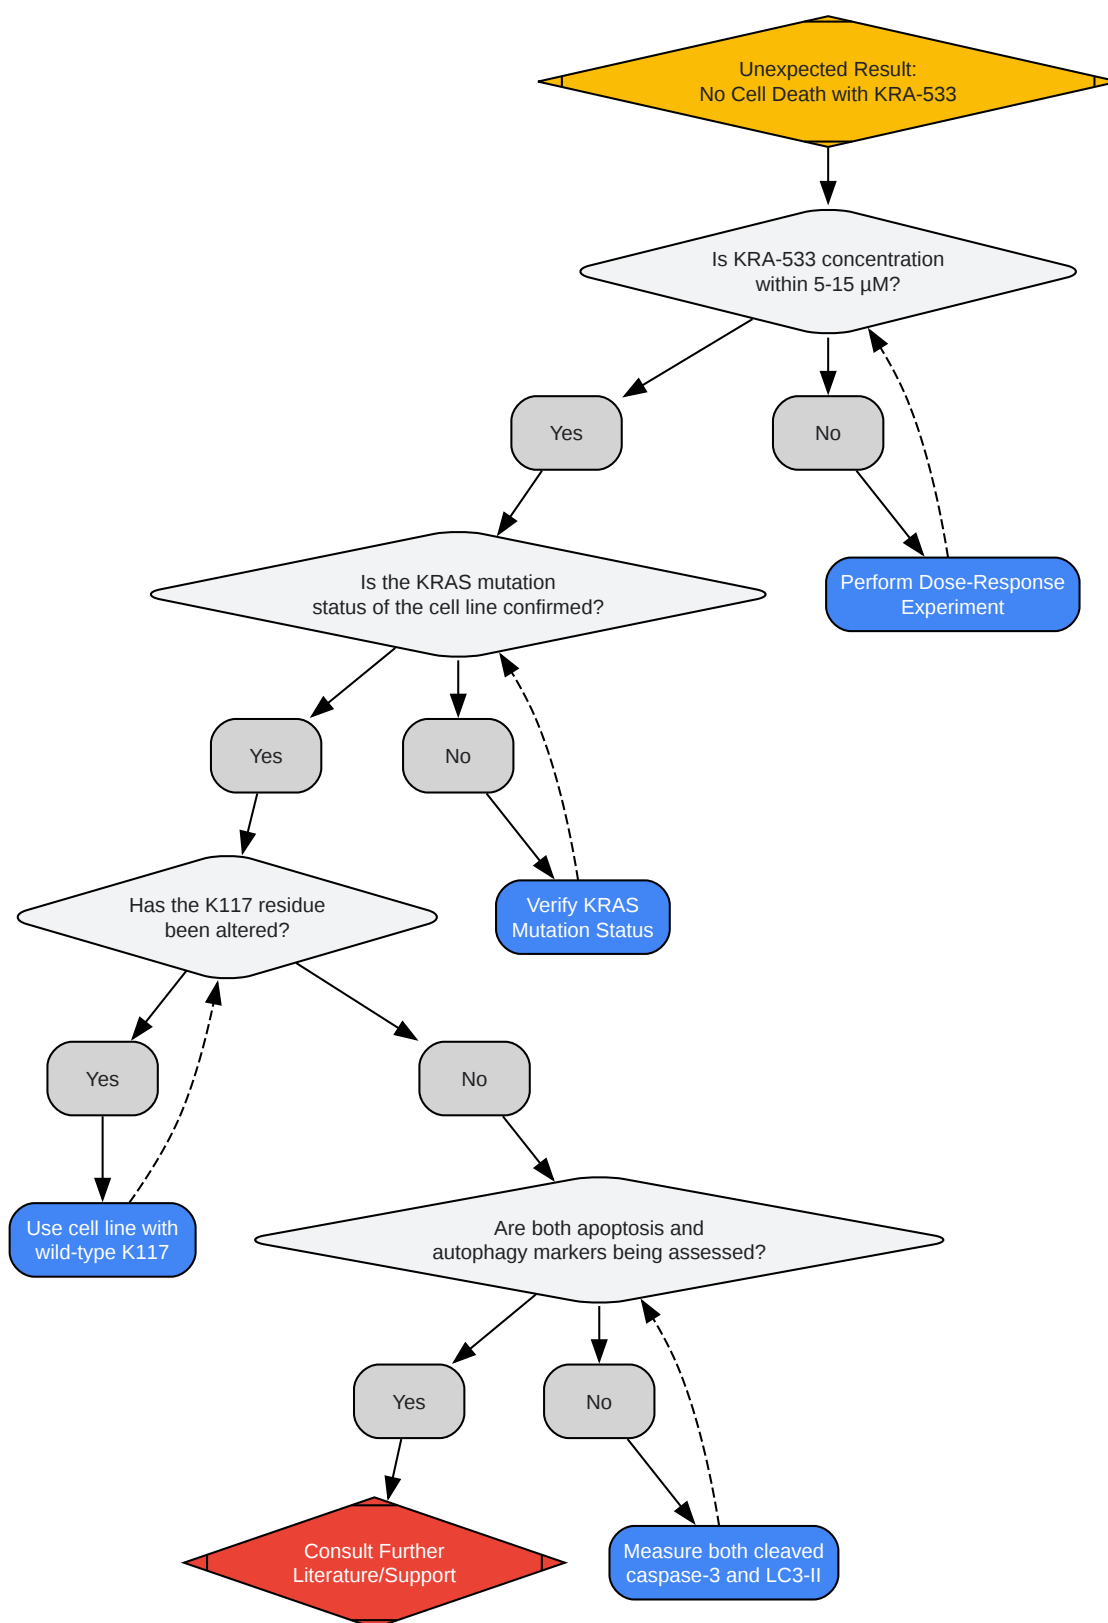 Unexpected Result:
No Cell Death with KRA-533
Is KRA-533 concentration
within 5-15 µM?
Yes
No
Perform Dose-Response
Experiment
Is the KRAS mutation
status of the cell line confirmed?
Yes
No
Verify KRAS
Mutation Status
Has the K117 residue
been altered?
Yes
No
Use cell line with
wild-type K117
Are both apoptosis and
autophagy markers being assessed?
Yes
No
Consult Further
Literature/Support
Measure both cleaved
caspase-3 and LC3-II